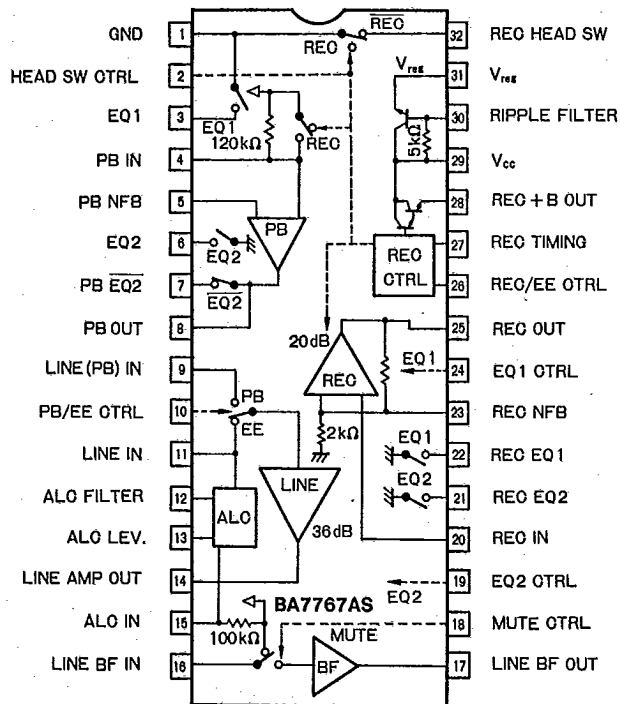 GND 1 REC REC 32 REC HEAD SW
HEAD SW CTRL 2 Vreg 31 Vreg
EQ1 3 EQ1 120kΩ REC 5kΩ 30 RIPPLE FILTER
PB IN 4 29 Vcc
PB NFB 5 PB 28 REC +B OUT
EQ2 6 EQ2 REC CTRL 27 REC TIMING
PB EQ2 7 EQ2 26 REC/EE CTRL
PB OUT 8 20dB 25 REC OUT
LINE(PB) IN 9 PB REC EQ1 24 EQ1 CTRL
PB/EE CTRL 10 EE 2kΩ 23 REC NFB
LINE IN 11 EQ1 22 REC EQ1
ALC FILTER 12 ALC LINE EQ2 21 REC EQ2
ALC LEV. 13 36dB 20 REC IN
LINE AMP OUT 14 EQ2 19 EQ2 CTRL
BA7767AS
ALC IN 15 100kΩ MUTE 18 MUTE CTRL
LINE BF IN 16 BF 17 LINE BF OUT